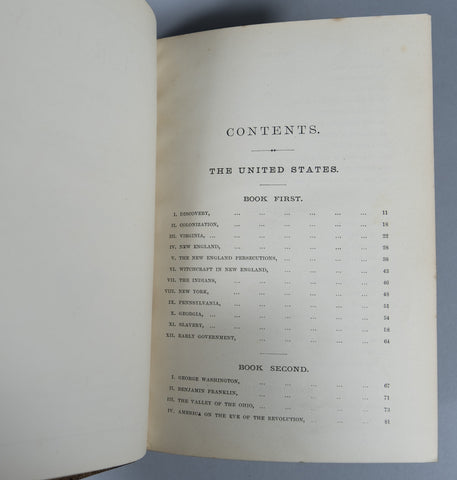 CONTENTS.
THE UNITED STATES.
BOOK FIRST.
I. DISCOVERY, ... ... ... ... ... ... 11
II. COLONIZATION, ... ... ... ... ... 18
III. VIRGINIA, ... ... ... ... ... ... 22
IV. NEW ENGLAND, ... ... ... ... ... 28
V. THE NEW ENGLAND PERSECUTIONS, ... ... ... ... 38
VI. WITCHCRAFT IN NEW ENGLAND, ... ... ... ... 43
VII. THE INDIANS, ... ... ... ... ... 46
VIII. NEW YORK, ... ... ... ... ... 48
IX. PENNSYLVANIA, ... ... ... ... ... 51
X. GEORGIA, ... ... ... ... ... ... 54
XI. SLAVERY, ... ... ... ... ... ... 58
XII. EARLY GOVERNMENT, ... ... ... ... ... 64
BOOK SECOND.
I. GEORGE WASHINGTON, ... ... ... ... ... 67
II. BENJAMIN FRANKLIN, ... ... ... ... ... 71
III. THE VALLEY OF THE OHIO, ... ... ... ... ... 73
IV. AMERICA ON THE EVE OF THE REVOLUTION, ... ... ... 81